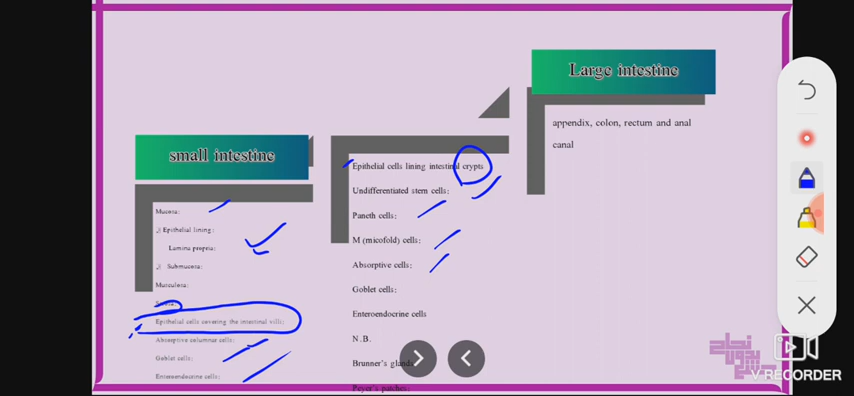 Large intestine
appendix, colon, rectum and anal
canal
small intestine
Mucosa:
Epithelial lining:
Lamina propria:
Submucosa:
Musculosa:
Serosa:
Epithelial cells covering the intestinal villi:
Absorptive columnar cells:
Goblet cells:
Enteroendocrine cells:
Epithelial cells lining intestinal crypts
Undifferentiated stem cells:
Paneth cells:
M (micofold) cells:
Absorptive cells:
Goblet cells:
Enteroendocrine cells
N.B.
Brunner's glands
Peyer's patches:
V RECORDER